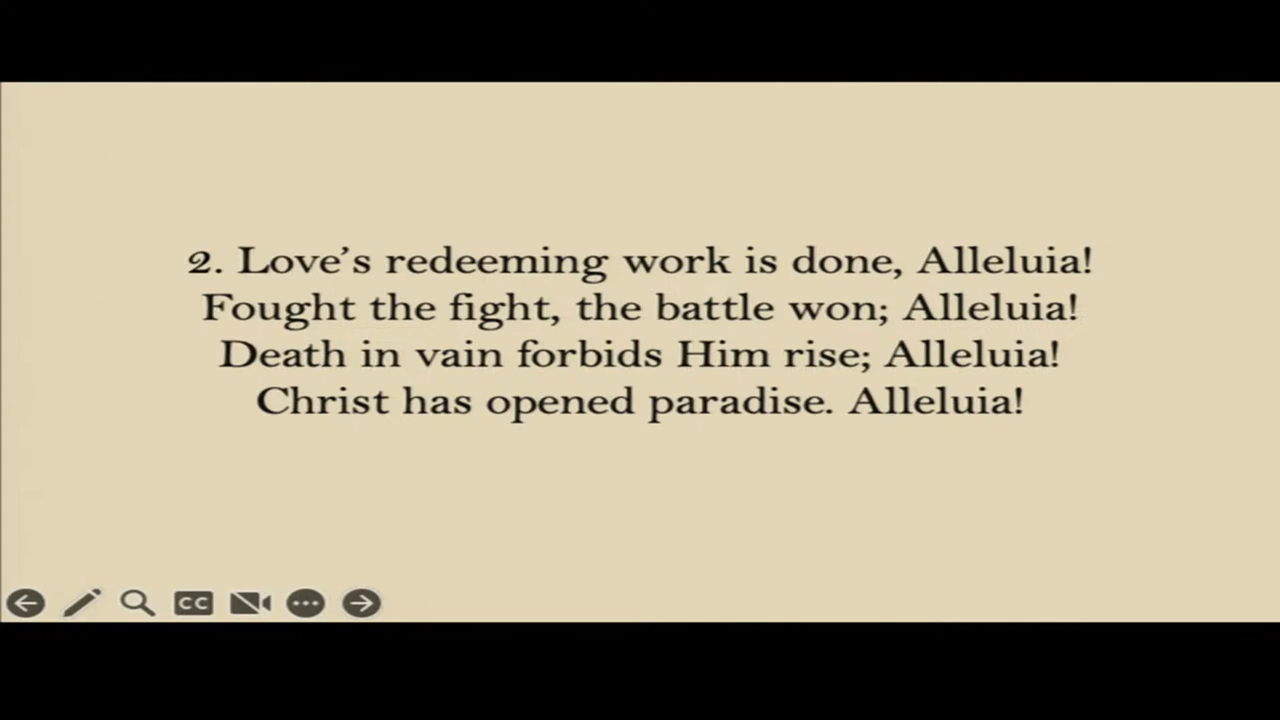 2. Love’s redeeming work is done, Alleluia!
Fought the fight, the battle won; Alleluia!
Death in vain forbids Him rise; Alleluia!
Christ has opened paradise. Alleluia!
CC